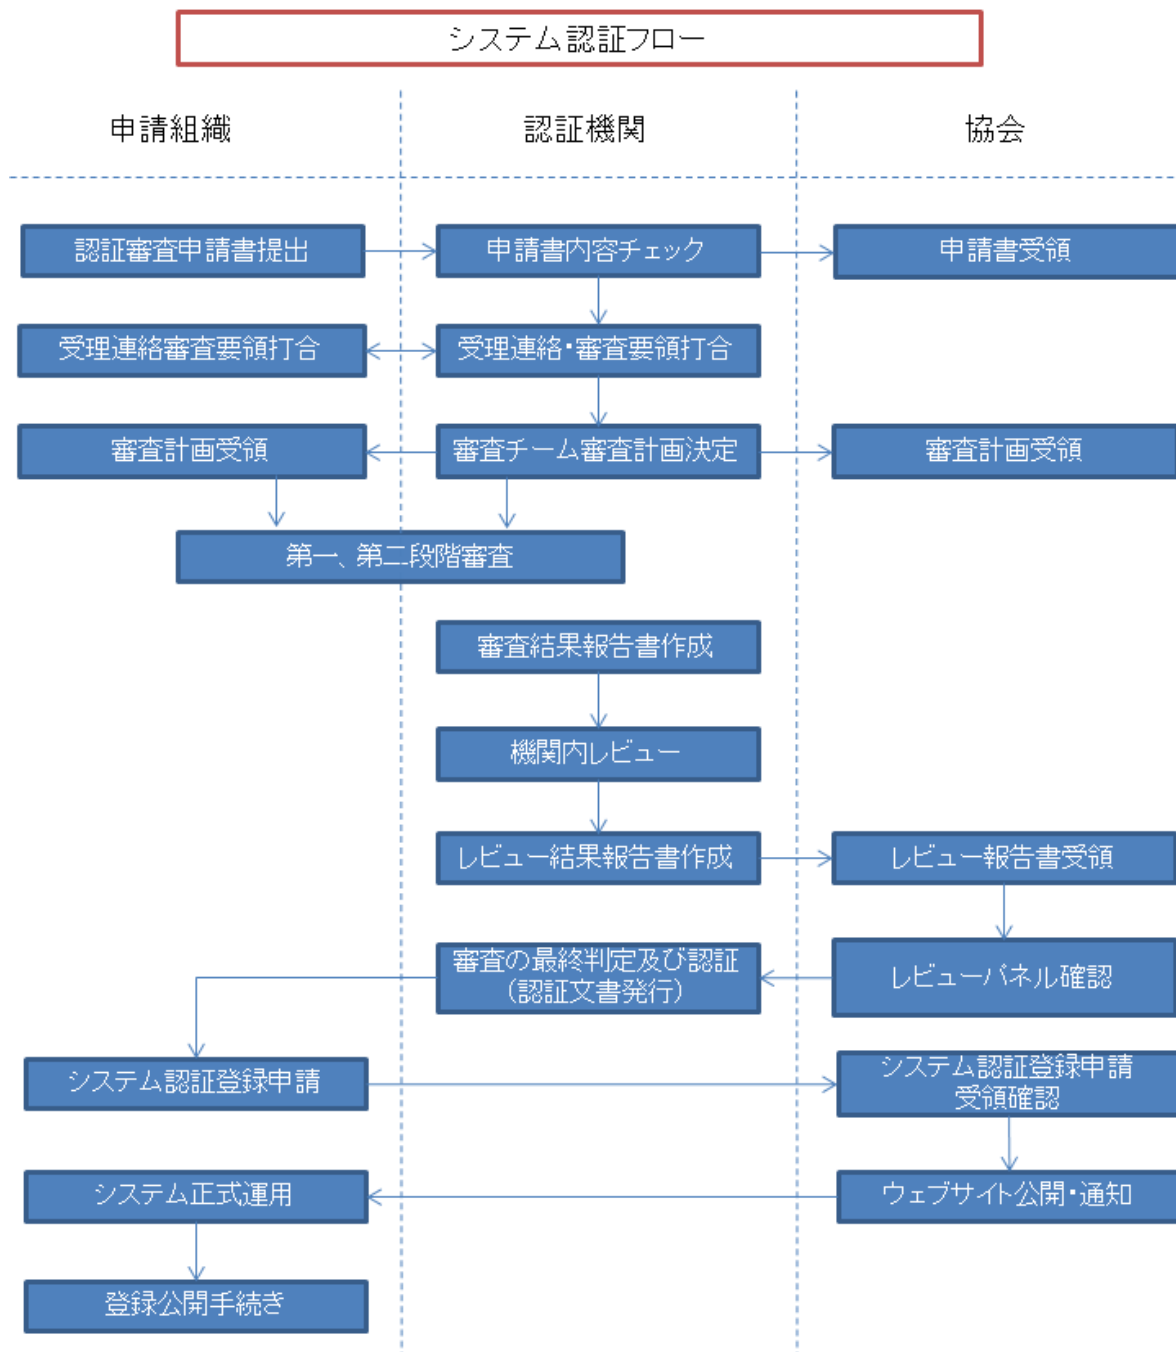 システム認証フロー
申請組織
認証機関
協会
認証審査申請書提出
申請書内容チェック
申請書受領
受理連絡審査要領打合
受理連絡・審査要領打合
審査計画受領
審査チーム審査計画決定
審査計画受領
第一、第二段階審査
審査結果報告書作成
機関内レビュー
レビュー結果報告書作成
レビュー報告書受領
審査の最終判定及び認証
(認証文書発行)
レビューパネル確認
システム認証登録申請
システム認証登録申請
受領確認
システム正式運用
ウェブサイト公開・通知
登録公開手続き